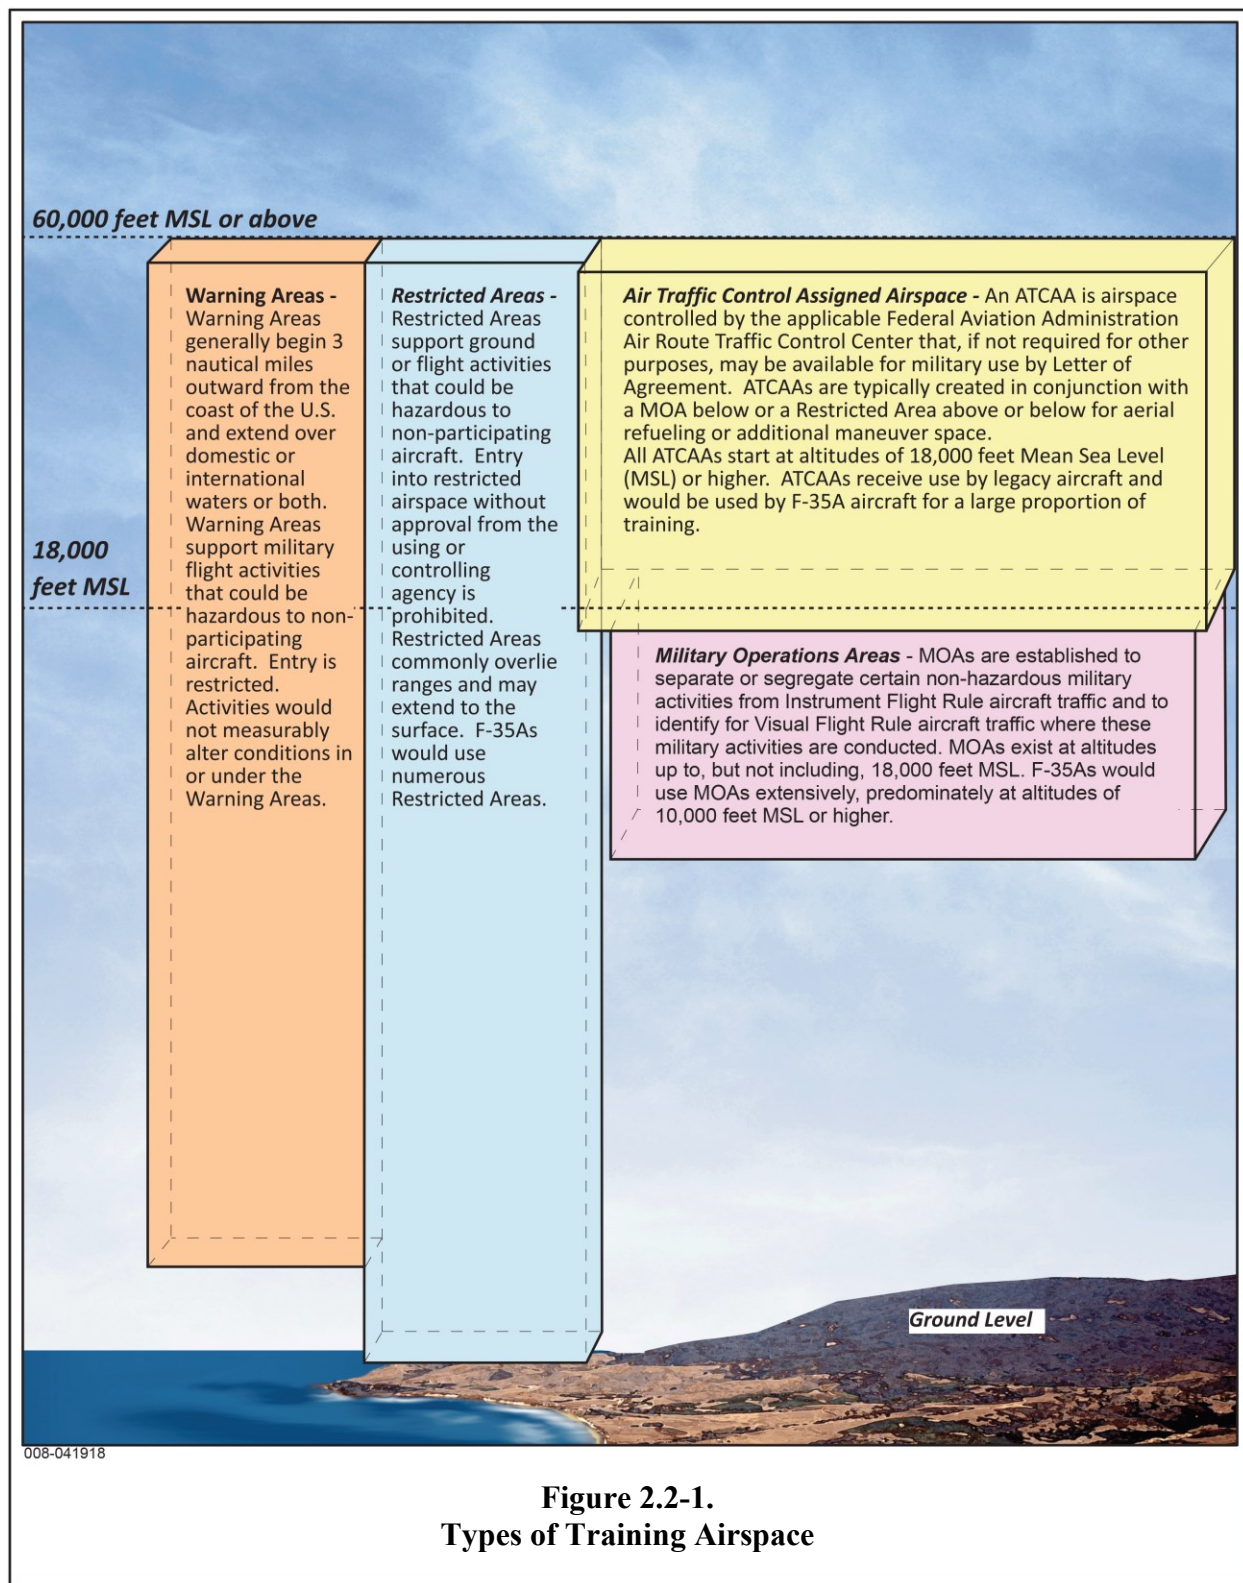 60,000 feet MSL or above
Warning Areas -
Warning Areas
generally begin 3
nautical miles
outward from the
coast of the U.S.
and extend over
domestic or
international
waters or both.
Warning Areas
support military
flight activities
that could be
hazardous to non-
participating
aircraft.  Entry is
restricted.
Activities would
not measurably
alter conditions in
or under the
Warning Areas.
Restricted Areas -
Restricted Areas
support ground
or flight activities
that could be
hazardous to
non-participating
aircraft.  Entry
into restricted
airspace without
approval from the
using or
controlling
agency is
prohibited.
Restricted Areas
commonly overlie
ranges and may
extend to the
surface.  F-35As
would use
numerous
Restricted Areas.
Air Traffic Control Assigned Airspace - An ATCAA is airspace
controlled by the applicable Federal Aviation Administration
Air Route Traffic Control Center that, if not required for other
purposes, may be available for military use by Letter of
Agreement.  ATCAAs are typically created in conjunction with
a MOA below or a Restricted Area above or below for aerial
refueling or additional maneuver space.
All ATCAAs start at altitudes of 18,000 feet Mean Sea Level
(MSL) or higher.  ATCAAs receive use by legacy aircraft and
would be used by F-35A aircraft for a large proportion of
training.
18,000
feet MSL
Military Operations Areas - MOAs are established to
separate or segregate certain non-hazardous military
activities from Instrument Flight Rule aircraft traffic and to
identify for Visual Flight Rule aircraft traffic where these
military activities are conducted. MOAs exist at altitudes
up to, but not including, 18,000 feet MSL. F-35As would
use MOAs extensively, predominately at altitudes of
10,000 feet MSL or higher.
Ground Level
008-041918
Figure 2.2-1.
Types of Training Airspace